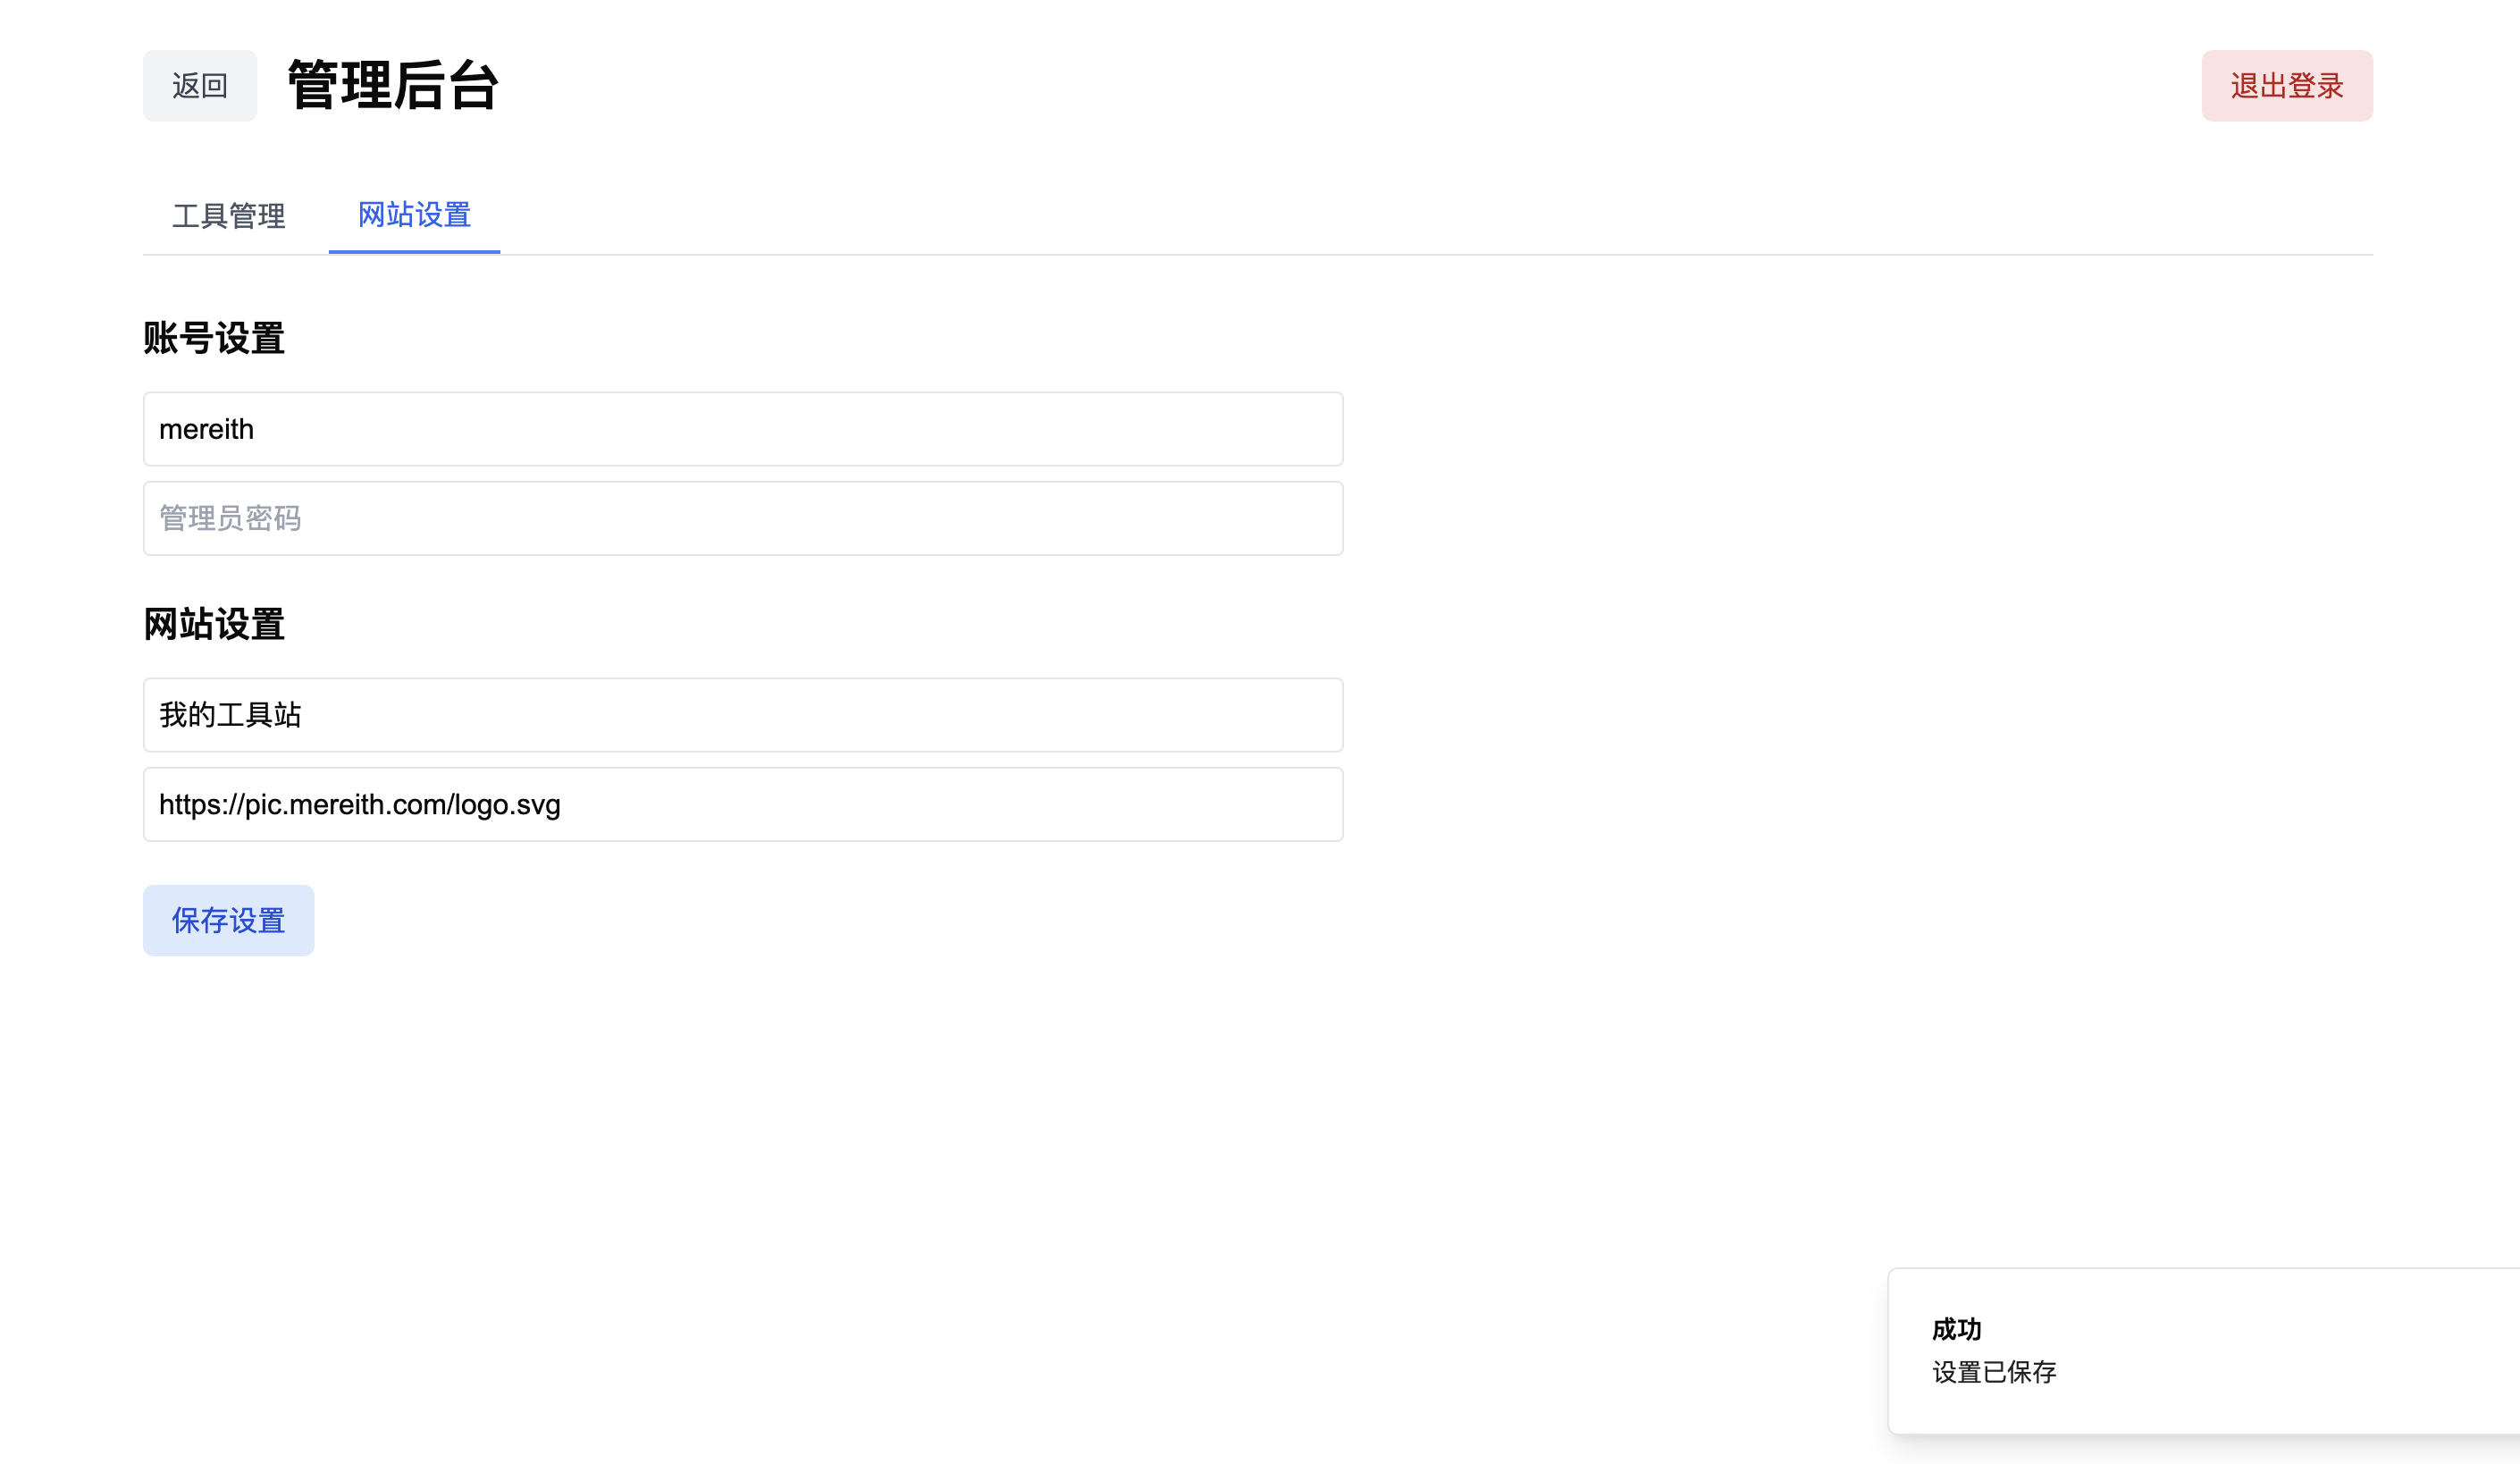 返回
管理后台
退出登录
工具管理
网站设置
账号设置
mereith
管理员密码
网站设置
我的工具站
https://pic.mereith.com/logo.svg
保存设置
成功
设置已保存